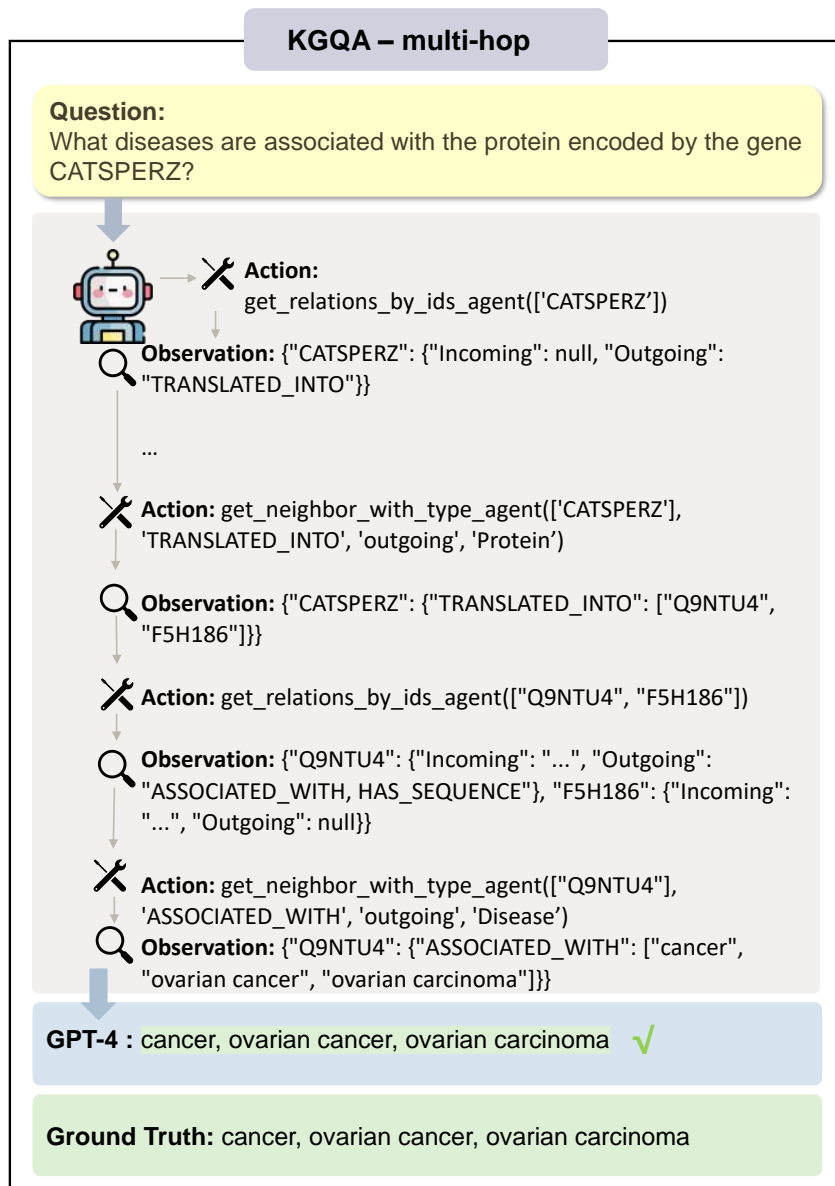 KGQA – multi-hop
Question:
What diseases are associated with the protein encoded by the gene
CATSPERZ?
Action:
get_relations_by_ids_agent(['CATSPERZ’])
Observation: {"CATSPERZ": {"Incoming": null, "Outgoing":
"TRANSLATED_INTO"}}
...
Action: get_neighbor_with_type_agent(['CATSPERZ'],
'TRANSLATED_INTO', 'outgoing', 'Protein’)
Observation: {"CATSPERZ": {"TRANSLATED_INTO": ["Q9NTU4",
"F5H186"]}}
Action: get_relations_by_ids_agent(["Q9NTU4", "F5H186"])
Observation: {"Q9NTU4": {"Incoming": "...", "Outgoing":
"ASSOCIATED_WITH, HAS_SEQUENCE"}, "F5H186": {"Incoming":
"...", "Outgoing": null}}
Action: get_neighbor_with_type_agent(["Q9NTU4"],
'ASSOCIATED_WITH', 'outgoing', 'Disease’)
Observation: {"Q9NTU4": {"ASSOCIATED_WITH": ["cancer",
"ovarian cancer", "ovarian carcinoma"]}}
GPT-4 : cancer, ovarian cancer, ovarian carcinoma √
Ground Truth: cancer, ovarian cancer, ovarian carcinoma